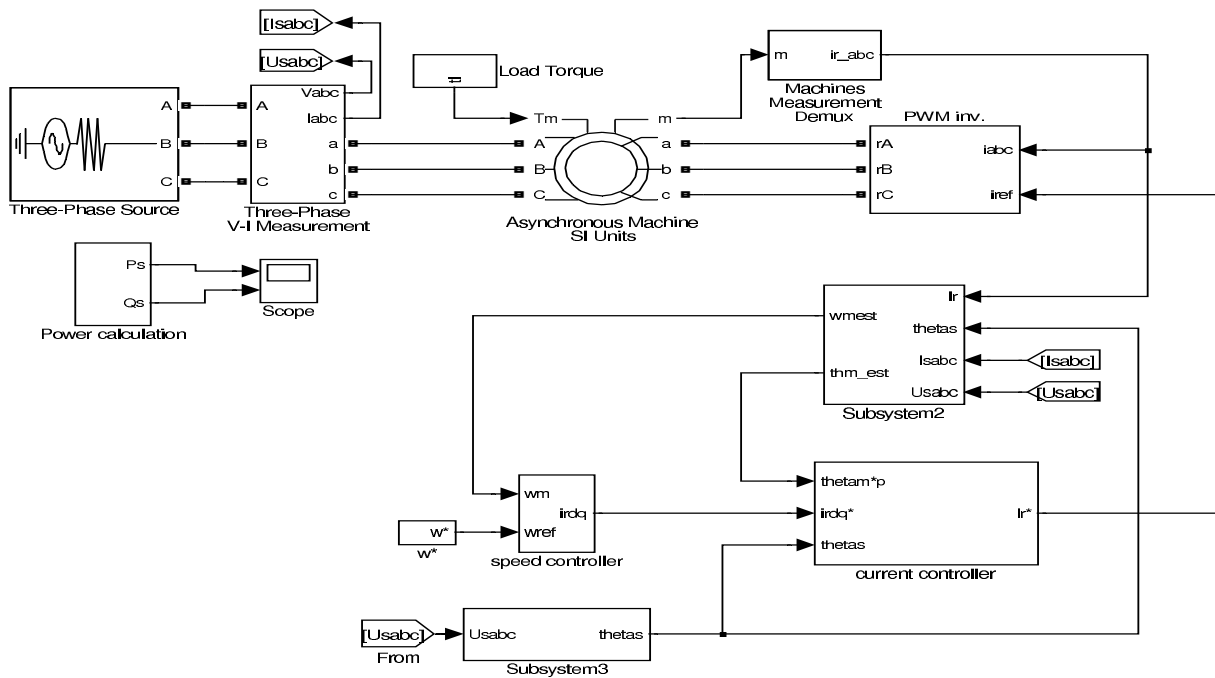 [Isabc]
[Usabc]
A
B
C
Three-Phase Source
A
B
C
Vabc
Iabc
a
b
c
Three-Phase
V-I Measurement
tl
Load Torque
Tm
A
B
C
m
a
b
c
Asynchronous Machine
SI Units
m
ir_abc
Machines
Measurement
Demux
PWM inv.
rA
rB
rC
iabc
iref
Ps
Qs
Power calculation
Scope
wmest
thm_est
Ir
thetas
Isabc
Usabc
Subsystem2
[Isabc]
[Usabc]
w*
w*
wm
wref
irdq
speed controller
thetam*p
irdq*
thetas
Ir*
current controller
[Usabc]
From
Usabc
thetas
Subsystem3